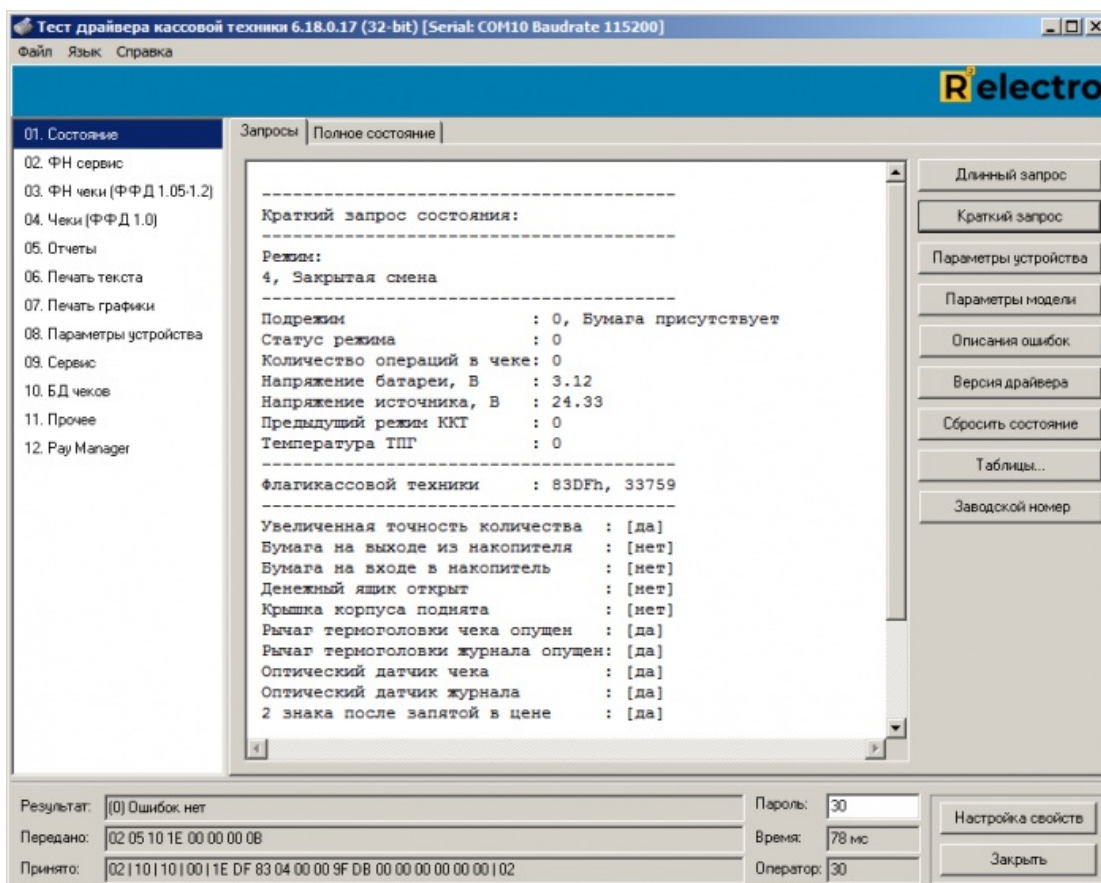 Тест драйвера кассовой техники 6.18.0.17 (32-bit) [Serial: COM10 Baudrate 115200]
Файл Язык Справка
R electro
01. Состояние
02. ФН сервис
03. ФН чеки (ФФД 1.05-1.2)
04. Чеки (ФФД 1.0)
05. Отчеты
06. Печать текста
07. Печать графики
08. Параметры устройства
09. Сервис
10. БД чеков
11. Прочее
12. Pay Manager
Запросы Полное состояние
----------------------------------------
Краткий запрос состояния:
----------------------------------------
Режим:
4, Закрытая смена
----------------------------------------
Подрежим : 0, Бумага присутствует
Статус режима : 0
Количество операций в чеке: 0
Напряжение батареи, В : 3.12
Напряжение источника, В : 24.33
Предыдущий режим ККТ : 0
Температура ТПГ : 0
----------------------------------------
Флагикассовой техники : 83DFh, 33759
----------------------------------------
Увеличенная точность количества : [да]
Бумага на выходе из накопителя : [нет]
Бумага на входе в накопитель : [нет]
Денежный ящик открыт : [нет]
Крышка корпуса поднята : [нет]
Рычаг термоголовки чека опущен : [да]
Рычаг термоголовки журнала опущен: [да]
Оптический датчик чека : [да]
Оптический датчик журнала : [да]
2 знака после запятой в цене : [да]
Длинный запрос
Краткий запрос
Параметры устройства
Параметры модели
Описания ошибок
Версия драйвера
Сбросить состояние
Таблицы...
Заводской номер
Результат: (0) Ошибок нет
Передано: 02 05 10 1E 00 00 00 0B
Принято: 02|10|10|00|1E DF 83 04 00 00 9F DB 00 00 00 00 00 00|02
Пароль: 30
Время: 78 мс
Оператор: 30
Настройка свойств
Закрыть